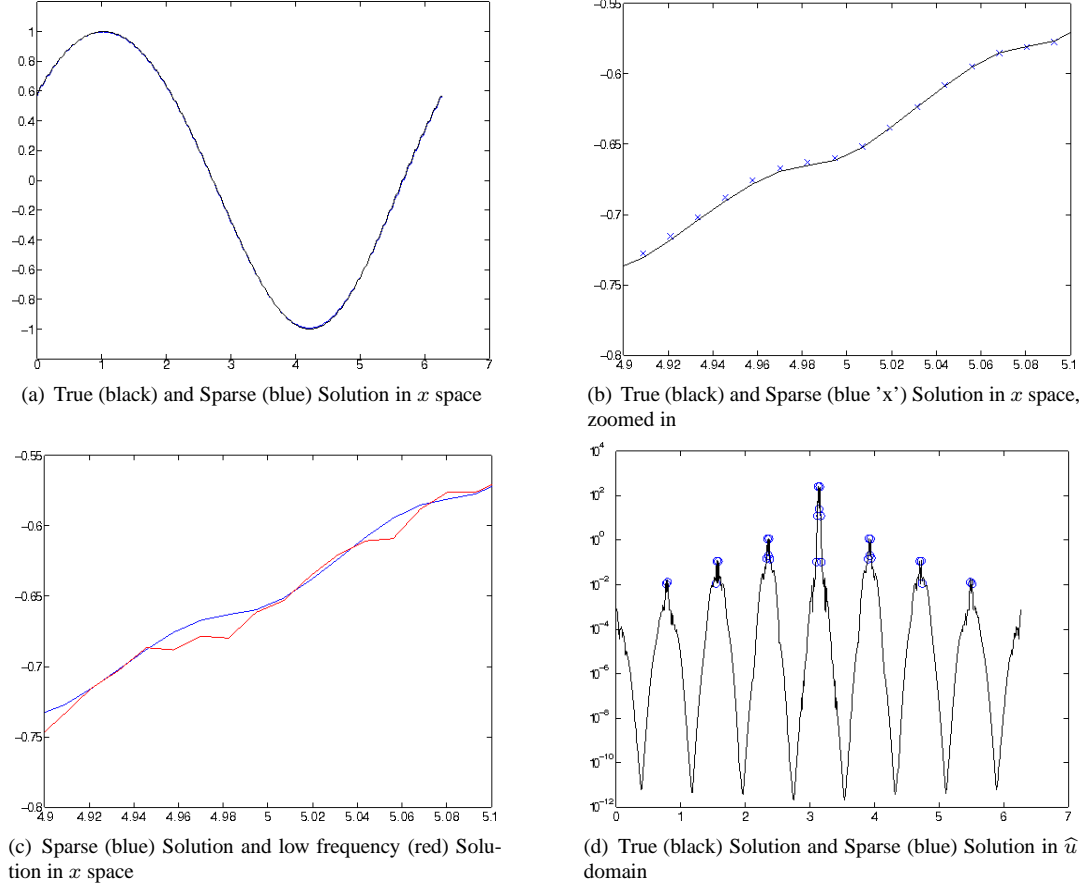 1
0.8
0.6
0.4
0.2
0
−0.2
−0.4
−0.6
−0.8
−1
0 1 2 3 4 5 6 7
(a) True (black) and Sparse (blue) Solution in x space
−0.55
−0.6
−0.65
−0.7
−0.75
−0.8
4.9 4.92 4.94 4.96 4.98 5 5.02 5.04 5.06 5.08 5.1
(b) True (black) and Sparse (blue 'x') Solution in x space,
zoomed in
−0.55
−0.6
−0.65
−0.7
−0.75
−0.8
4.9 4.92 4.94 4.96 4.98 5 5.02 5.04 5.06 5.08 5.1
(c) Sparse (blue) Solution and low frequency (red) Solu-
tion in x space
10^4
10^2
10^0
10^−2
10^−4
10^−6
10^−8
10^−10
10^−12
0 1 2 3 4 5 6 7
(d) True (black) Solution and Sparse (blue) Solution in û
domain